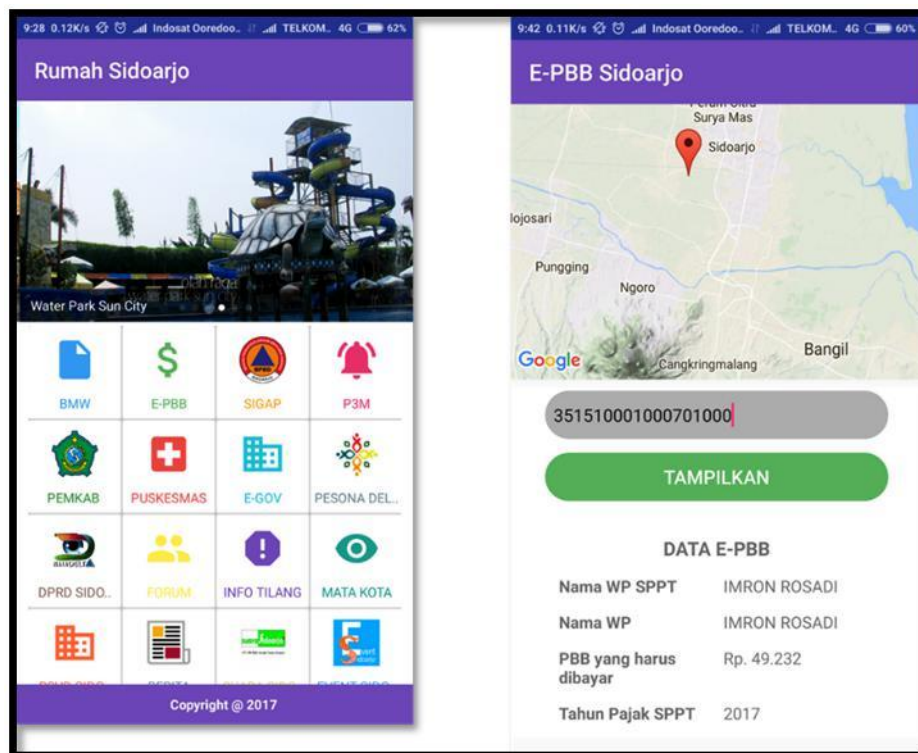 9:28 0.12K/s Indosat Ooredoo.. TELKOM.. 4G 62%
Rumah Sidoarjo
Water Park Sun City
BMW E-PBB SIGAP P3M
PEMKAB PUSKESMAS E-GOV PESONA DEL..
DPRD SIDO.. FORUM INFO TILANG MATA KOTA
BERITA
Copyright @ 2017
9:42 0.11K/s Indosat Ooredoo.. TELKOM.. 4G 60%
E-PBB Sidoarjo
Surya Mas
Sidoarjo
lojosari
Pungging
Ngoro
Bangil
Cangkringmalang
Google
351510001000701000
TAMPILKAN
DATA E-PBB
Nama WP SPPT IMRON ROSADI
Nama WP IMRON ROSADI
PBB yang harus Rp. 49.232
dibayar
Tahun Pajak SPPT 2017